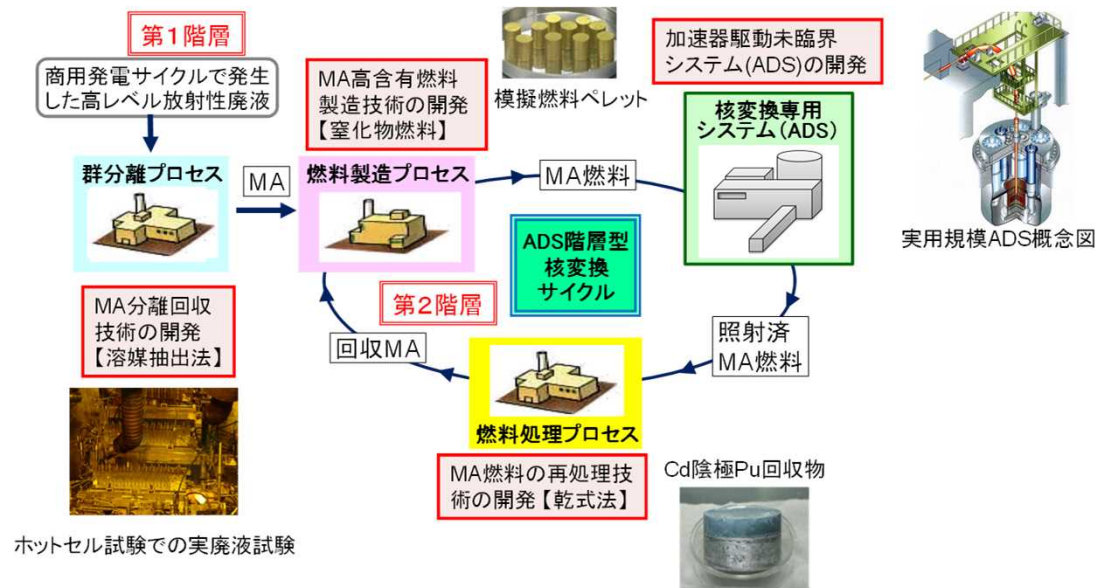 第1階層
商用発電サイクルで発生
した高レベル放射性廃液
群分離プロセス
MA
MA分離回収
技術の開発
【溶媒抽出法】
ホットセル試験での実廃液試験
MA高含有燃料
製造技術の開発
【窒化物燃料】
模擬燃料ペレット
燃料製造プロセス
MA燃料
加速器駆動未臨界
システム(ADS)の開発
核変換専用
システム(ADS)
実用規模ADS概念図
ADS階層型
核変換
サイクル
第2階層
照射済
MA燃料
回収MA
燃料処理プロセス
MA燃料の再処理技
術の開発【乾式法】
Cd陰極Pu回収物